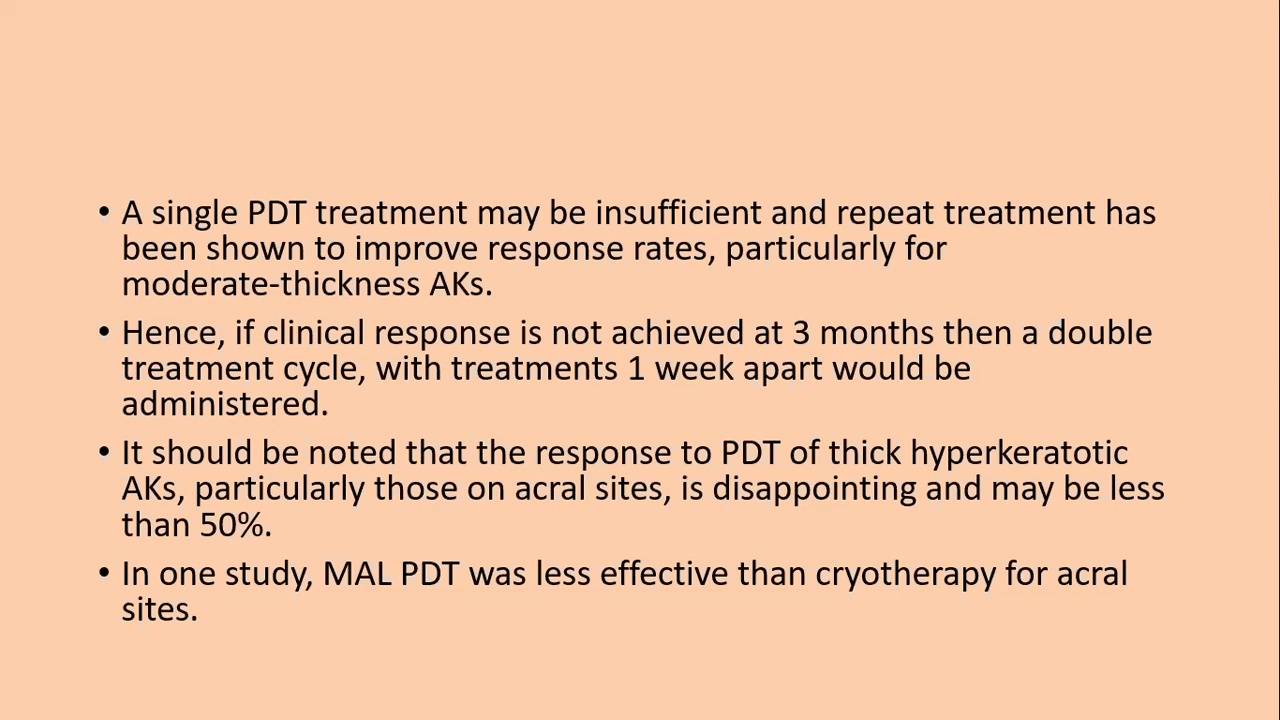 • A single PDT treatment may be insufficient and repeat treatment has
been shown to improve response rates, particularly for
moderate-thickness AKs.
• Hence, if clinical response is not achieved at 3 months then a double
treatment cycle, with treatments 1 week apart would be
administered.
• It should be noted that the response to PDT of thick hyperkeratotic
AKs, particularly those on acral sites, is disappointing and may be less
than 50%.
• In one study, MAL PDT was less effective than cryotherapy for acral
sites.